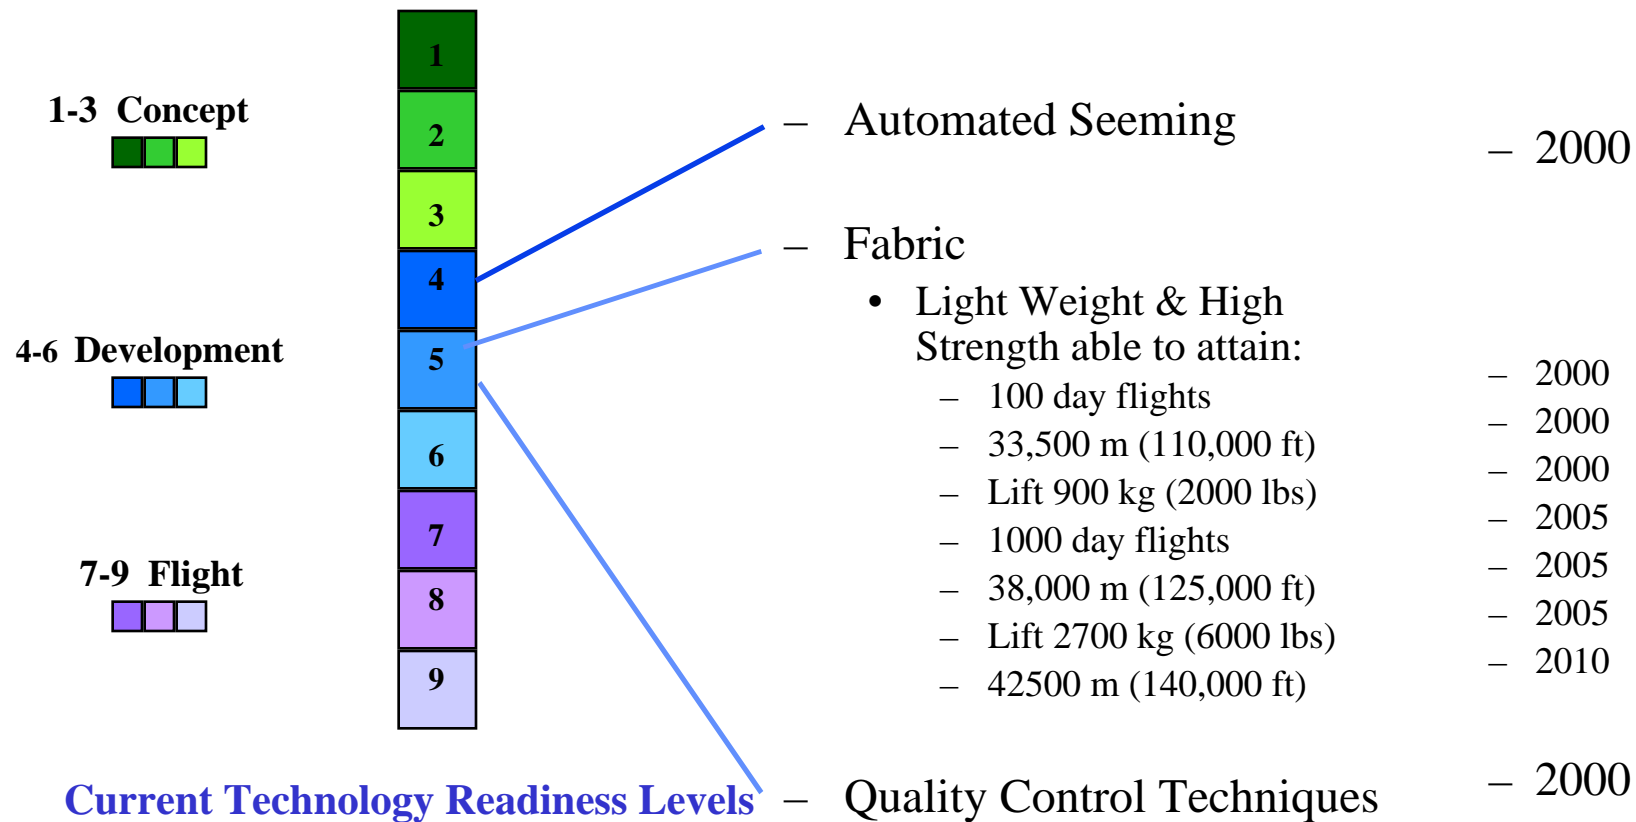 1
2
3
4
5
6
7
8
9
1-3 Concept
4-6 Development
7-9 Flight
Current Technology Readiness Levels
– Automated Seeming
– 2000
– Fabric
• Light Weight & High
Strength able to attain:
– 100 day flights
– 2000
– 33,500 m (110,000 ft)
– 2000
– Lift 900 kg (2000 lbs)
– 2000
– 1000 day flights
– 2005
– 38,000 m (125,000 ft)
– 2005
– Lift 2700 kg (6000 lbs)
– 2005
– 42500 m (140,000 ft)
– 2010
– Quality Control Techniques
– 2000